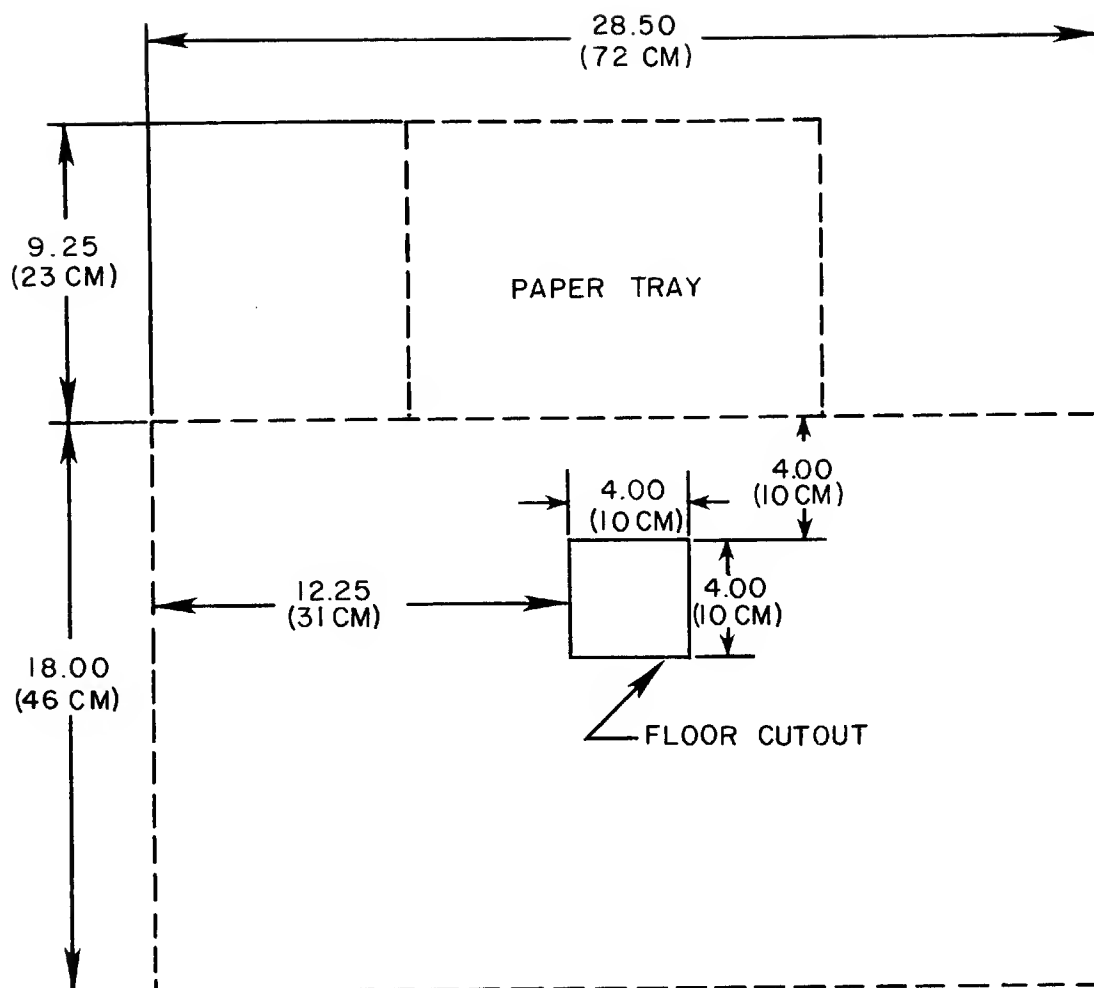 28.50
(72 CM)
9.25
(23 CM)
PAPER TRAY
4.00
(10 CM)
4.00
(10 CM)
12.25
(31 CM)
4.00
(10 CM)
18.00
(46 CM)
FLOOR CUTOUT